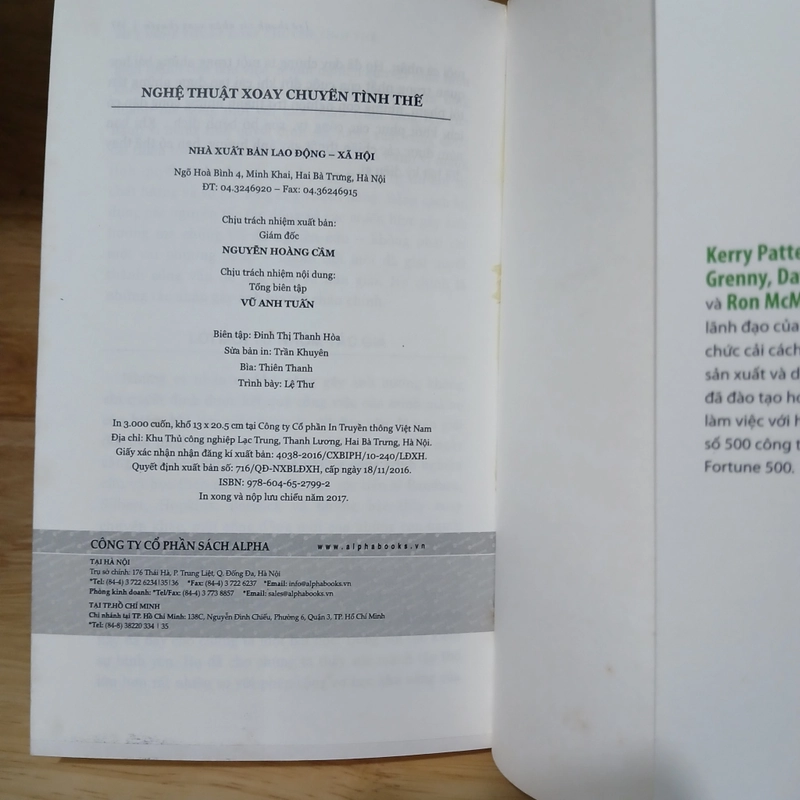 NGHỆ THUẬT XOAY CHUYỂN TÌNH THẾ
NHÀ XUẤT BẢN LAO ĐỘNG – XÃ HỘI
Ngõ Hoà Bình 4, Minh Khai, Hai Bà Trưng, Hà Nội
ĐT: 04.3246920 – Fax: 04.36246915
Chịu trách nhiệm xuất bản:
Giám đốc
NGUYỄN HOÀNG CẦM
Chịu trách nhiệm nội dung:
Tổng biên tập
VŨ ANH TUẤN
Biên tập: Đinh Thị Thanh Hòa
Sửa bản in: Trần Khuyên
Bìa: Thiên Thanh
Trình bày: Lệ Thư
In 3.000 cuốn, khổ 13 x 20.5 cm tại Công ty Cổ phần In Truyền thông Việt Nam
Địa chỉ: Khu Thủ công nghiệp Lạc Trung, Thanh Lương, Hai Bà Trưng, Hà Nội.
Giấy xác nhận nhận đăng kí xuất bản: 4038-2016/CXBIPH/10-240/LĐXH.
Quyết định xuất bản số: 716/QĐ-NXBLĐXH, cấp ngày 18/11/2016.
ISBN: 978-604-65-2799-2
In xong và nộp lưu chiểu năm 2017.
CÔNG TY CỔ PHẦN SÁCH ALPHA www.alphabooks.vn
TẠI HÀ NỘI
Trụ sở chính: 176 Thái Hà, P. Trung Liệt, Q. Đống Đa, Hà Nội
*Tel: (84-4) 3 722 6234|35|36 *Fax: (84-4) 3 722 6237 *Email: info@alphabooks.vn
Phòng kinh doanh: *Tel/Fax: (84-4) 3 773 8857 *Email: sales@alphabooks.vn
TẠI TP.HỒ CHÍ MINH
Chi nhánh tại TP. Hồ Chí Minh: 138C, Nguyễn Đình Chiểu, Phường 6, Quận 3, TP. Hồ Chí Minh
*Tel: (84-8) 38220 334 | 35
Kerry Patte
Grenny, Da
và Ron McM
lãnh đạo của
chức cải cách
sản xuất và d
đã đào tạo h
làm việc với h
số 500 công t
Fortune 500.